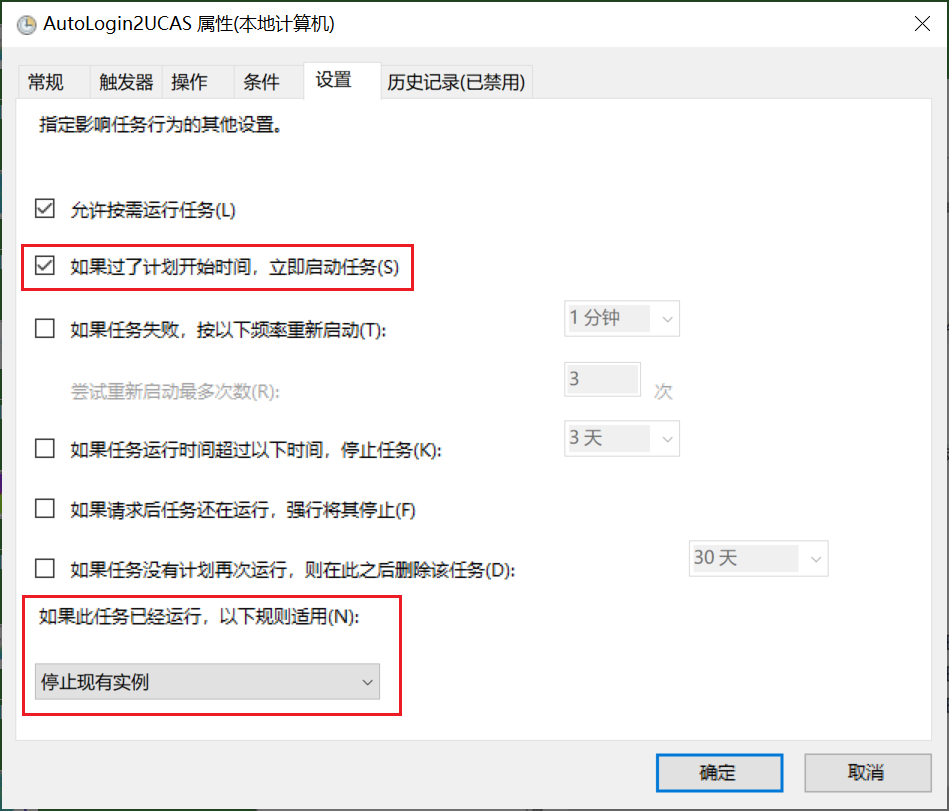 AutoLogin2UCAS 属性(本地计算机)
常规 触发器 操作 条件 设置 历史记录(已禁用)
指定影响任务行为的其他设置。
允许按需运行任务(L)
如果过了计划开始时间，立即启动任务(S)
如果任务失败，按以下频率重新启动(T): 1 分钟
尝试重新启动最多次数(R): 3 次
如果任务运行时间超过以下时间，停止任务(K): 3 天
如果请求后任务还在运行，强行将其停止(F)
如果任务没有计划再次运行，则在此之后删除该任务(D): 30 天
如果此任务已经运行，以下规则适用(N):
停止现有实例
确定 取消